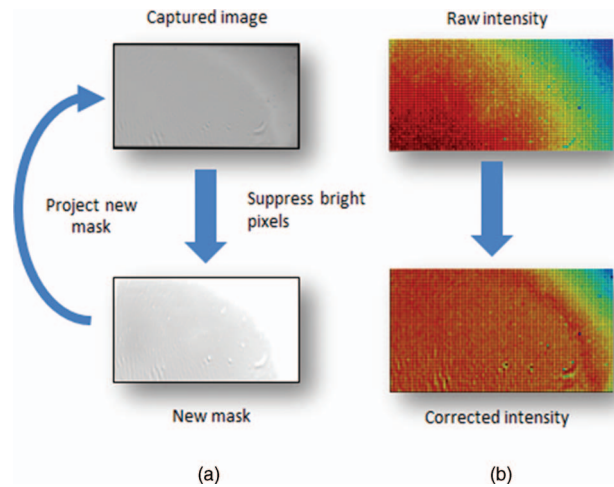 Captured image
Raw intensity
Project new
mask
Suppress bright
pixels
New mask
Corrected intensity
(a)
(b)